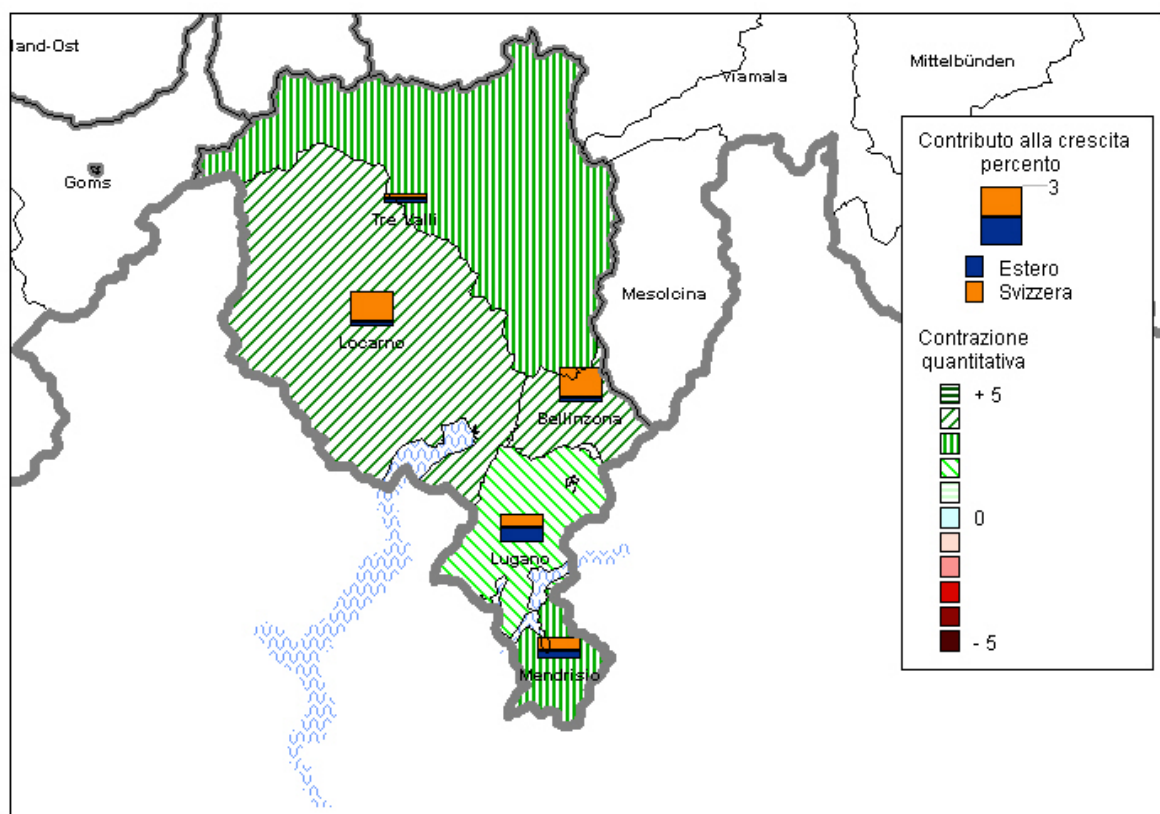 land-Ost
Viamala
Mittelbünden
Goms
Tre Valli
Mesolcina
Locarno
Bellinzona
Lugano
Mendrisio
Contributo alla crescita
percento
3
Estero
Svizzera
Contrazione
quantitativa
+ 5
0
- 5